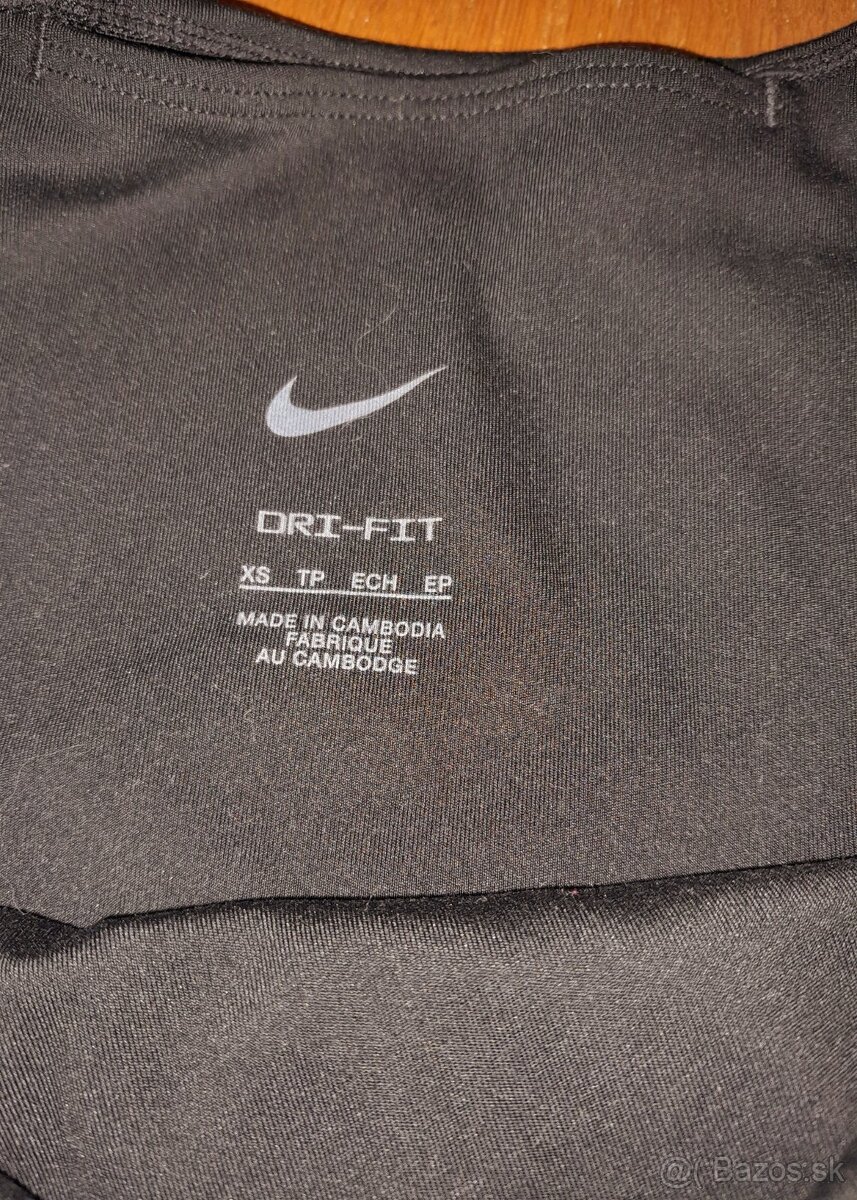 DRI-FIT
XS TP ECH EP
MADE IN CAMBODIA
FABRIQUE
AU CAMBODGE
@( Bazos.sk